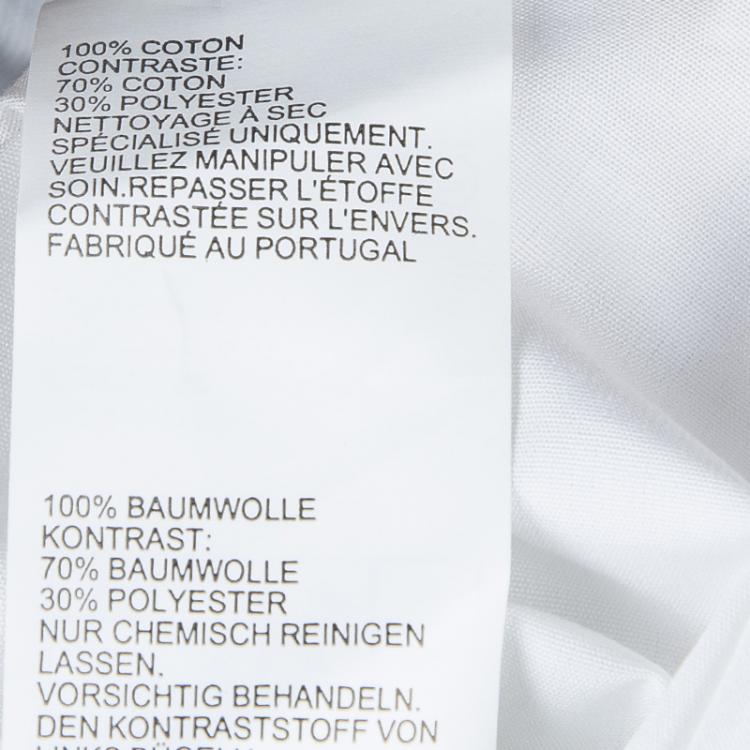 100% COTON
CONTRASTE:
70% COTON
30% POLYESTER
NETTOYAGE À SEC
SPÉCIALISÉ UNIQUEMENT.
VEUILLEZ MANIPULER AVEC
SOIN.REPASSER L'ÉTOFFE
CONTRASTÉE SUR L'ENVERS.
FABRIQUÉ AU PORTUGAL
100% BAUMWOLLE
KONTRAST:
70% BAUMWOLLE
30% POLYESTER
NUR CHEMISCH REINIGEN
LASSEN.
VORSICHTIG BEHANDELN.
DEN KONTRASTSTOFF VON